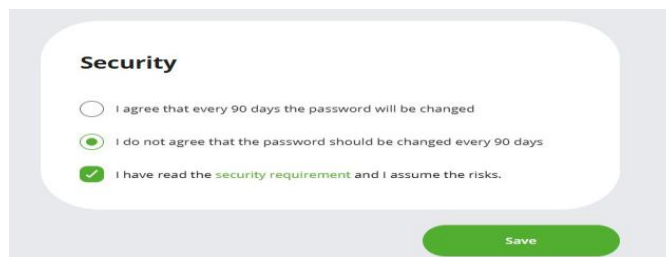 Security
I agree that every 90 days the password will be changed
I do not agree that the password should be changed every 90 days
I have read the security requirement and I assume the risks.
Save